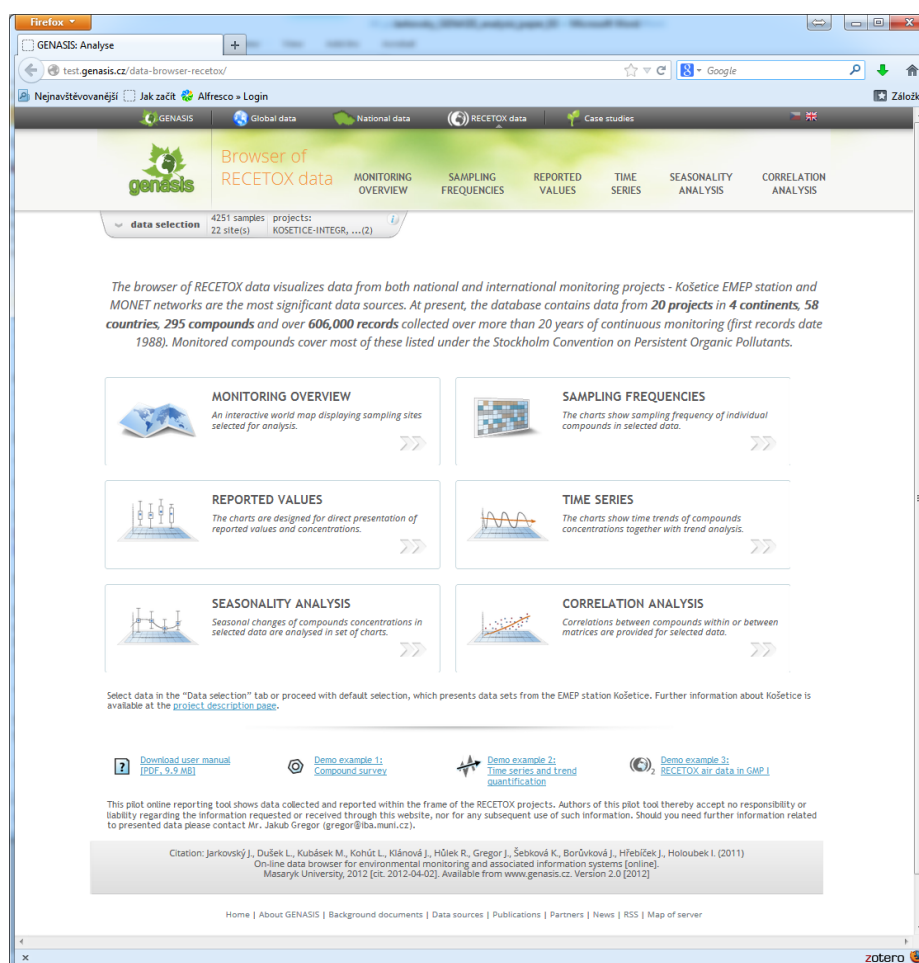 Firefox
GENASIS: Analyse
test.genasis.cz/data-browser-recetox/
Google
Nejnavštěvovanější Jak začít Alfresco » Login
Záložk
GENASIS Global data National data RECETOX data Case studies
genasis
Browser of
RECETOX data
MONITORING
OVERVIEW
SAMPLING
FREQUENCIES
REPORTED
VALUES
TIME
SERIES
SEASONALITY
ANALYSIS
CORRELATION
ANALYSIS
data selection
4251 samples projects:
22 site(s) KOSETICE-INTEGR, ...(2)
The browser of RECETOX data visualizes data from both national and international monitoring projects - Košetice EMEP station and
MONET networks are the most significant data sources. At present, the database contains data from 20 projects in 4 continents, 58
countries, 295 compounds and over 606,000 records collected over more than 20 years of continuous monitoring (first records date
1988). Monitored compounds cover most of these listed under the Stockholm Convention on Persistent Organic Pollutants.
MONITORING OVERVIEW
An interactive world map displaying sampling sites
selected for analysis.
SAMPLING FREQUENCIES
The charts show sampling frequency of individual
compounds in selected data.
REPORTED VALUES
The charts are designed for direct presentation of
reported values and concentrations.
TIME SERIES
The charts show time trends of compounds
concentrations together with trend analysis.
SEASONALITY ANALYSIS
Seasonal changes of compounds concentrations in
selected data are analysed in set of charts.
CORRELATION ANALYSIS
Correlations between compounds within or between
matrices are provided for selected data.
Select data in the "Data selection" tab or proceed with default selection, which presents data sets from the EMEP station Košetice. Further information about Košetice is
available at the project description page.
Download user manual
[PDF, 9.9 MB]
Demo example 1:
Compound survey
Demo example 2:
Time series and trend
quantification
2
Demo example 3:
RECETOX air data in GMP I
This pilot online reporting tool shows data collected and reported within the frame of the RECETOX projects. Authors of this pilot tool thereby accept no responsibility or
liability regarding the information requested or received through this website, nor for any subsequent use of such information. Should you need further information related
to presented data please contact Mr. Jakub Gregor (gregor@iba.muni.cz).
Citation: Jarkovský J., Dušek L., Kubásek M., Kohút L., Klánová J., Hůlek R., Gregor J., Šebková K., Borůvková J., Hřebíček J., Holoubek I. (2011)
On-line data browser for environmental monitoring and associated information systems [online].
Masaryk University, 2012 [cit. 2012-04-02]. Available from www.genasis.cz. Version 2.0 [2012]
Home | About GENASIS | Background documents | Data sources | Publications | Partners | News | RSS | Map of server
zotero